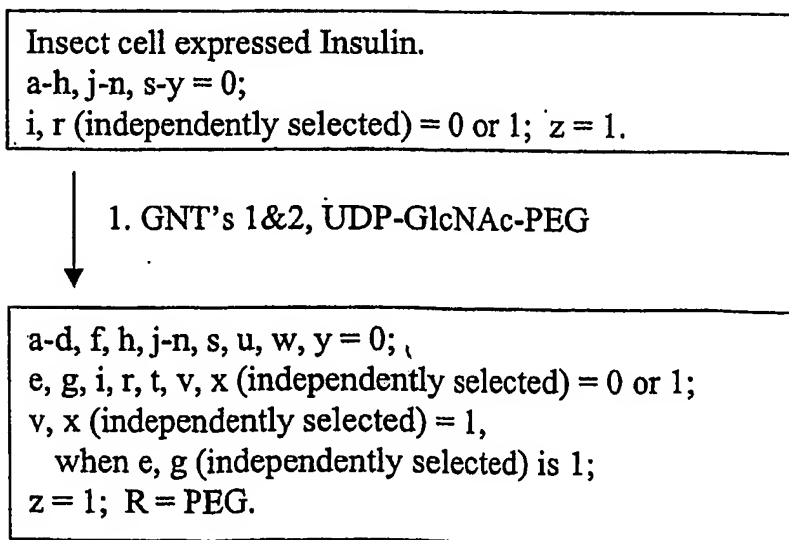 Insect cell expressed Insulin.
a-h, j-n, s-y = 0;
i, r (independently selected) = 0 or 1; z = 1.
1. GNT's 1&2, UDP-GlcNAc-PEG
a-d, f, h, j-n, s, u, w, y = 0;
e, g, i, r, t, v, x (independently selected) = 0 or 1;
v, x (independently selected) = 1,
when e, g (independently selected) is 1;
z = 1; R = PEG.